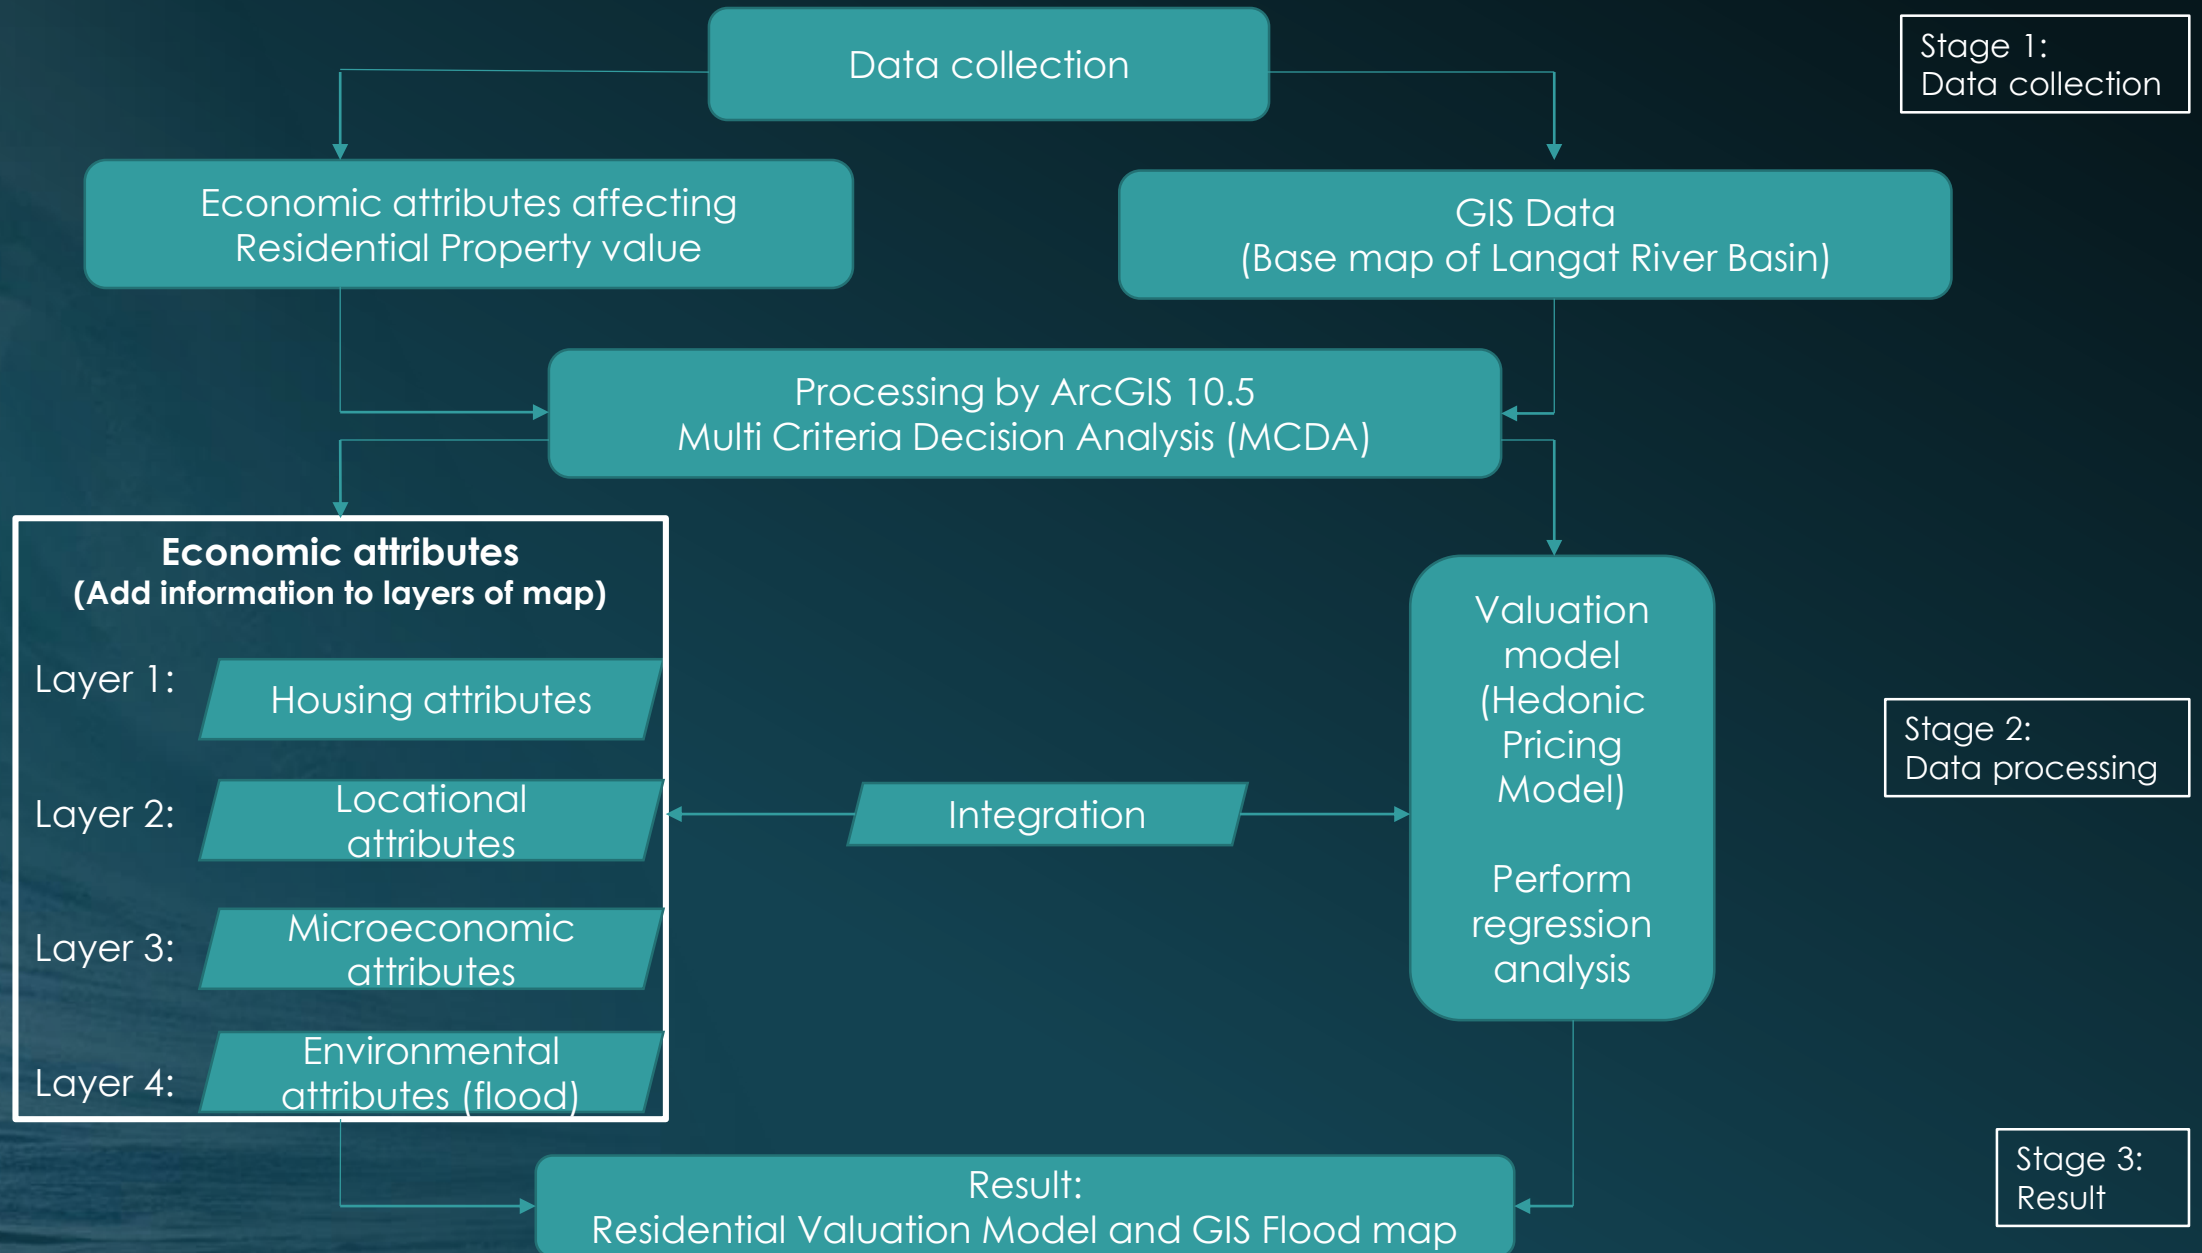 Data collection
Stage 1:
Data collection
Economic attributes affecting
Residential Property value
GIS Data
(Base map of Langat River Basin)
Processing by ArcGIS 10.5
Multi Criteria Decision Analysis (MCDA)
Economic attributes
(Add information to layers of map)
Layer 1:
Housing attributes
Layer 2:
Locational
attributes
Layer 3:
Microeconomic
attributes
Layer 4:
Environmental
attributes (flood)
Integration
Valuation
model
(Hedonic
Pricing
Model)
Perform
regression
analysis
Stage 2:
Data processing
Result:
Residential Valuation Model and GIS Flood map
Stage 3:
Result